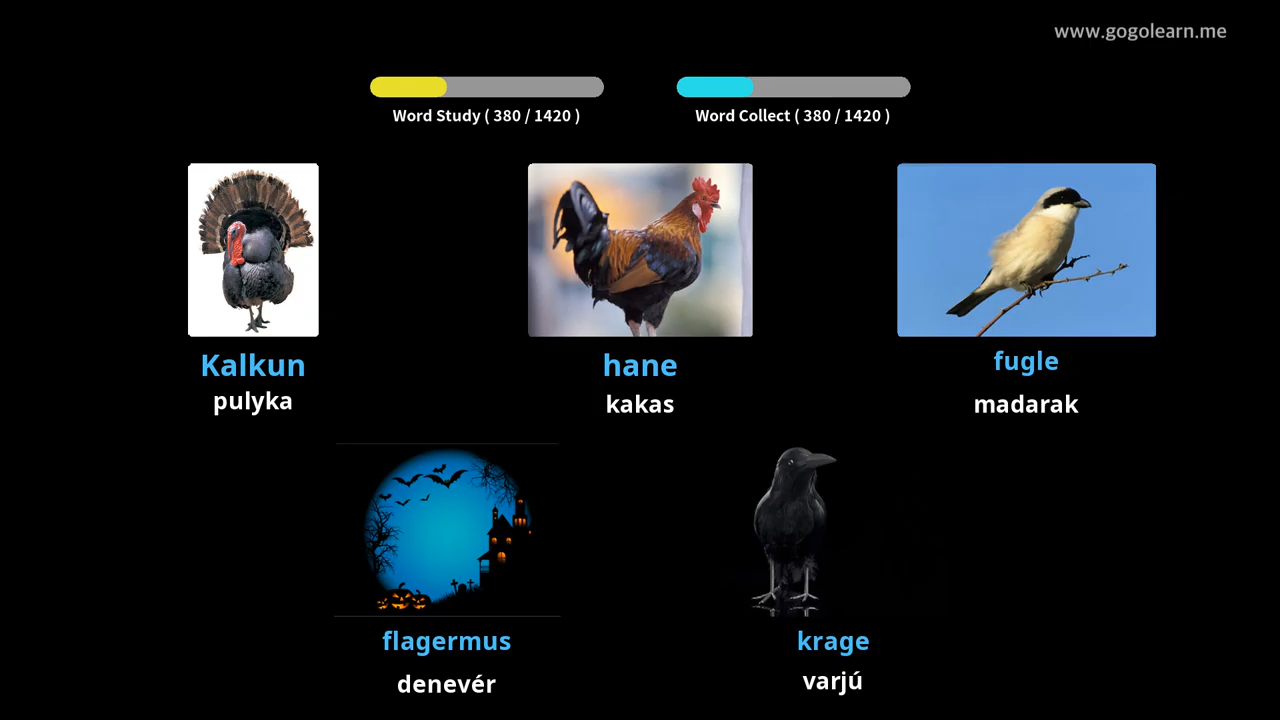 www.gogolearn.me
Word Study ( 380 / 1420 )
Word Collect ( 380 / 1420 )
Kalkun
pulyka
hane
kakas
fugle
madarak
flagermus
denevér
krage
varjú